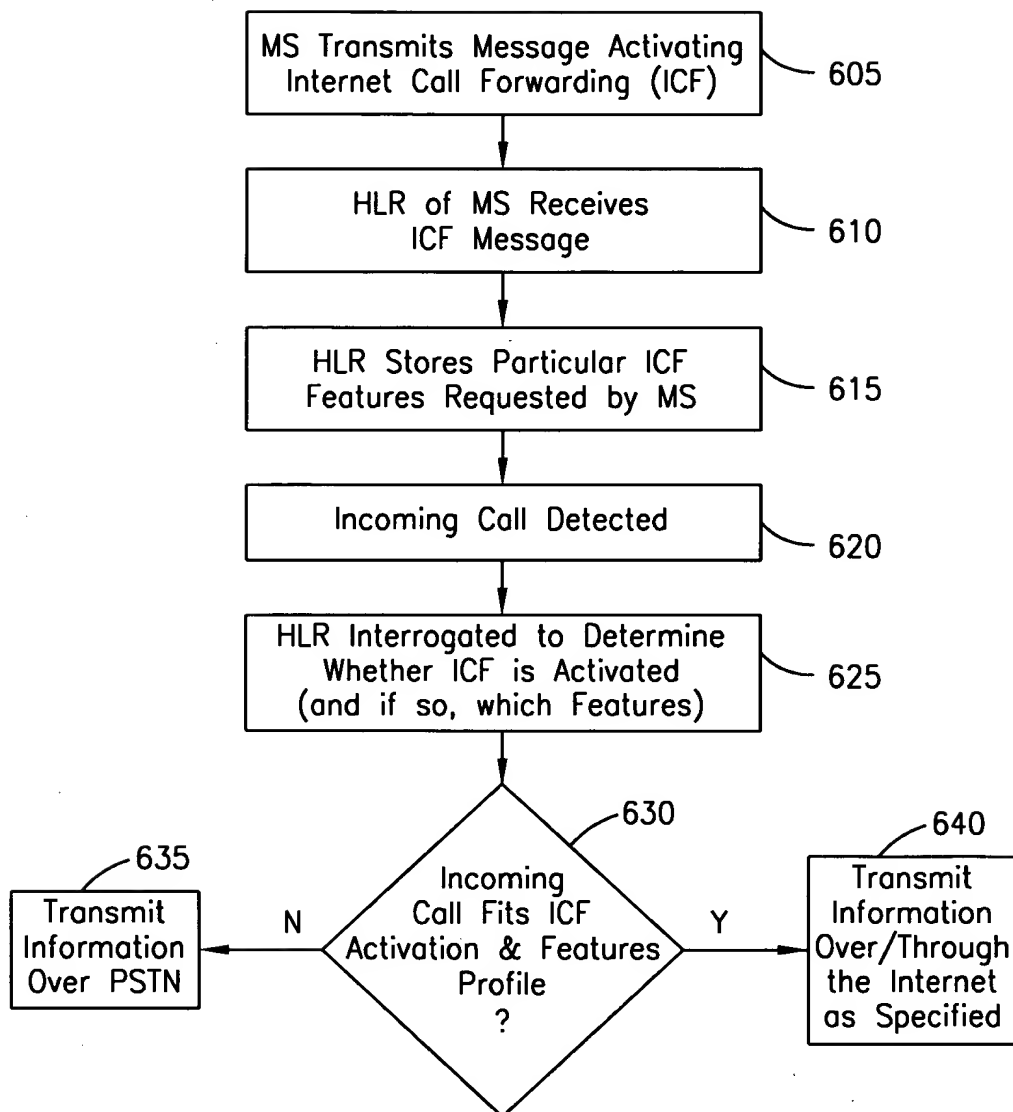 MS Transmits Message Activating
Internet Call Forwarding (ICF)
605
HLR of MS Receives
ICF Message
610
HLR Stores Particular ICF
Features Requested by MS
615
Incoming Call Detected
620
HLR Interrogated to Determine
Whether ICF is Activated
(and if so, which Features)
625
630
Incoming
Call Fits ICF
Activation & Features
Profile
?
N
Y
635
Transmit
Information
Over PSTN
640
Transmit
Information
Over/Through
the Internet
as Specified